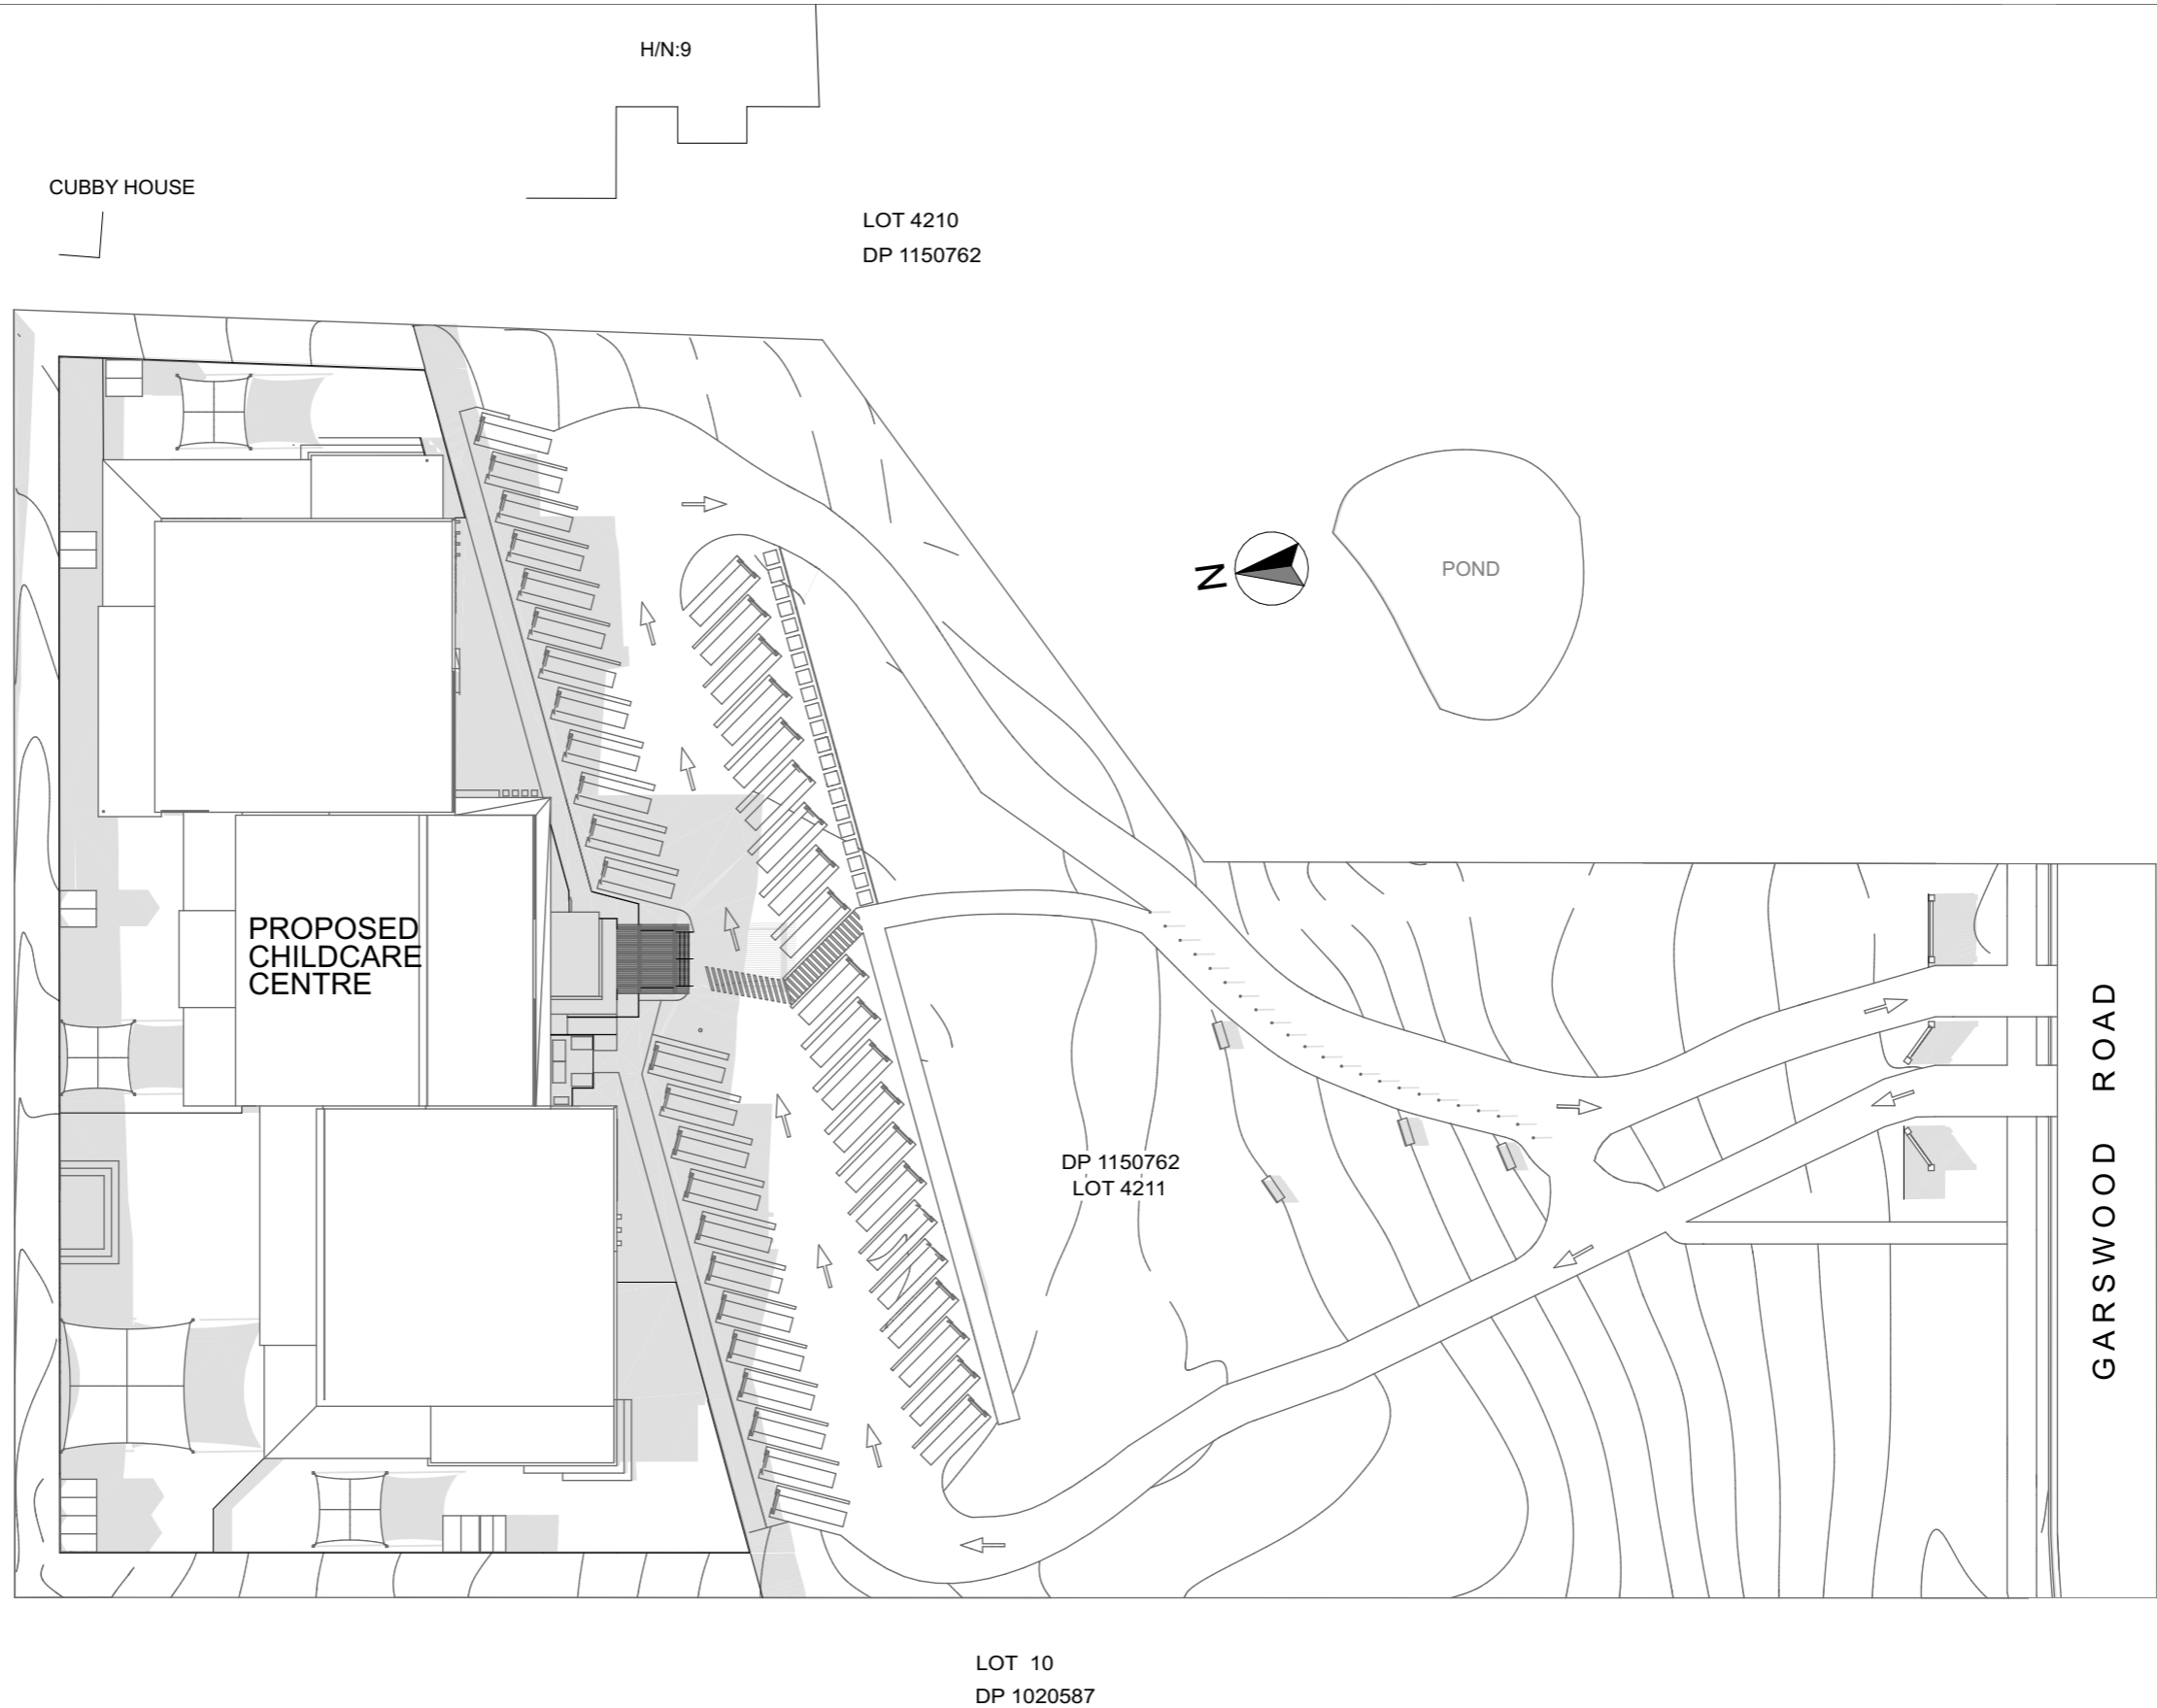 H/N:9
CUBBY HOUSE
LOT 4210
DP 1150762
N
POND
PROPOSED
CHILDCARE
CENTRE
DP 1150762
LOT 4211
GARSWOOD ROAD
LOT 10
DP 1020587